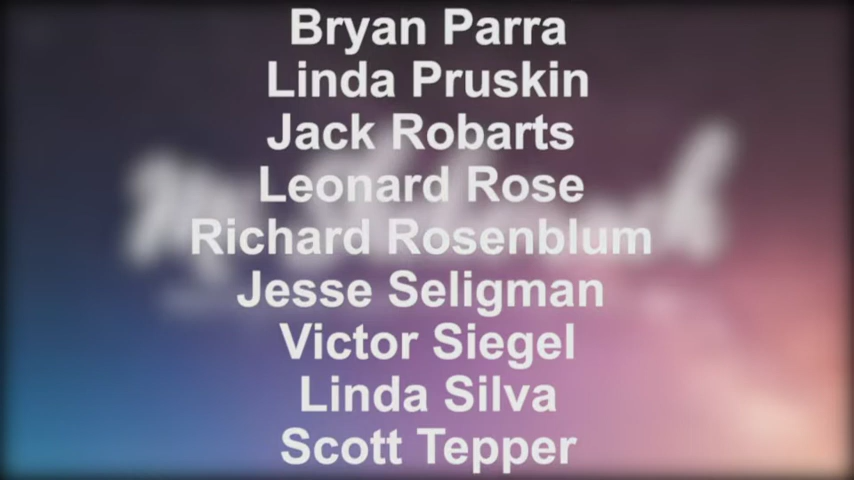 Bryan Parra
Linda Pruskin
Jack Robarts
Leonard Rose
Richard Rosenblum
Jesse Seligman
Victor Siegel
Linda Silva
Scott Tepper